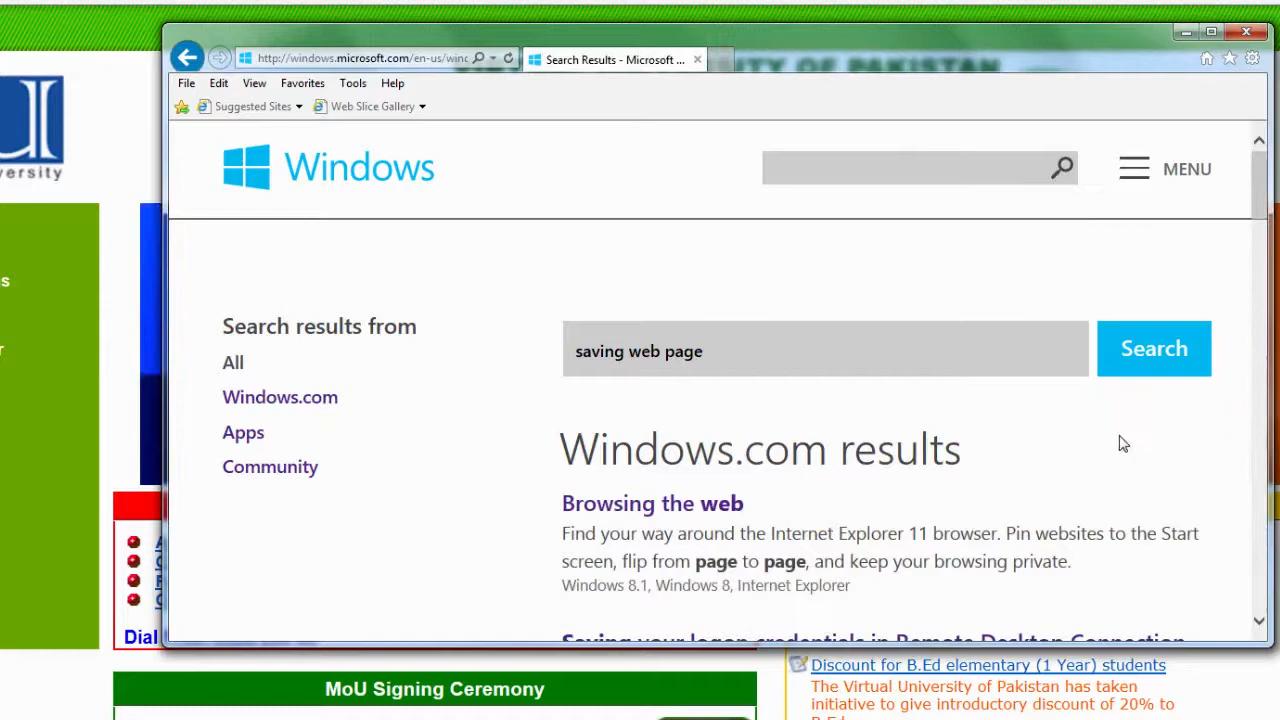 http://windows.microsoft.com/en-us/winc
Search Results - Microsoft ...
UNIVERSITY OF PAKISTAN
File Edit View Favorites Tools Help
Suggested Sites Web Slice Gallery
Windows
MENU
ersity
Search results from
saving web page
Search
All
Windows.com
Apps
Community
Windows.com results
Browsing the web
Find your way around the Internet Explorer 11 browser. Pin websites to the Start
screen, flip from page to page, and keep your browsing private.
Windows 8.1, Windows 8, Internet Explorer
Saving your logon credentials in Remote Desktop Connection
s
r
Dial
MoU Signing Ceremony
Discount for B.Ed elementary (1 Year) students
The Virtual University of Pakistan has taken
initiative to give introductory discount of 20% to
B.Ed